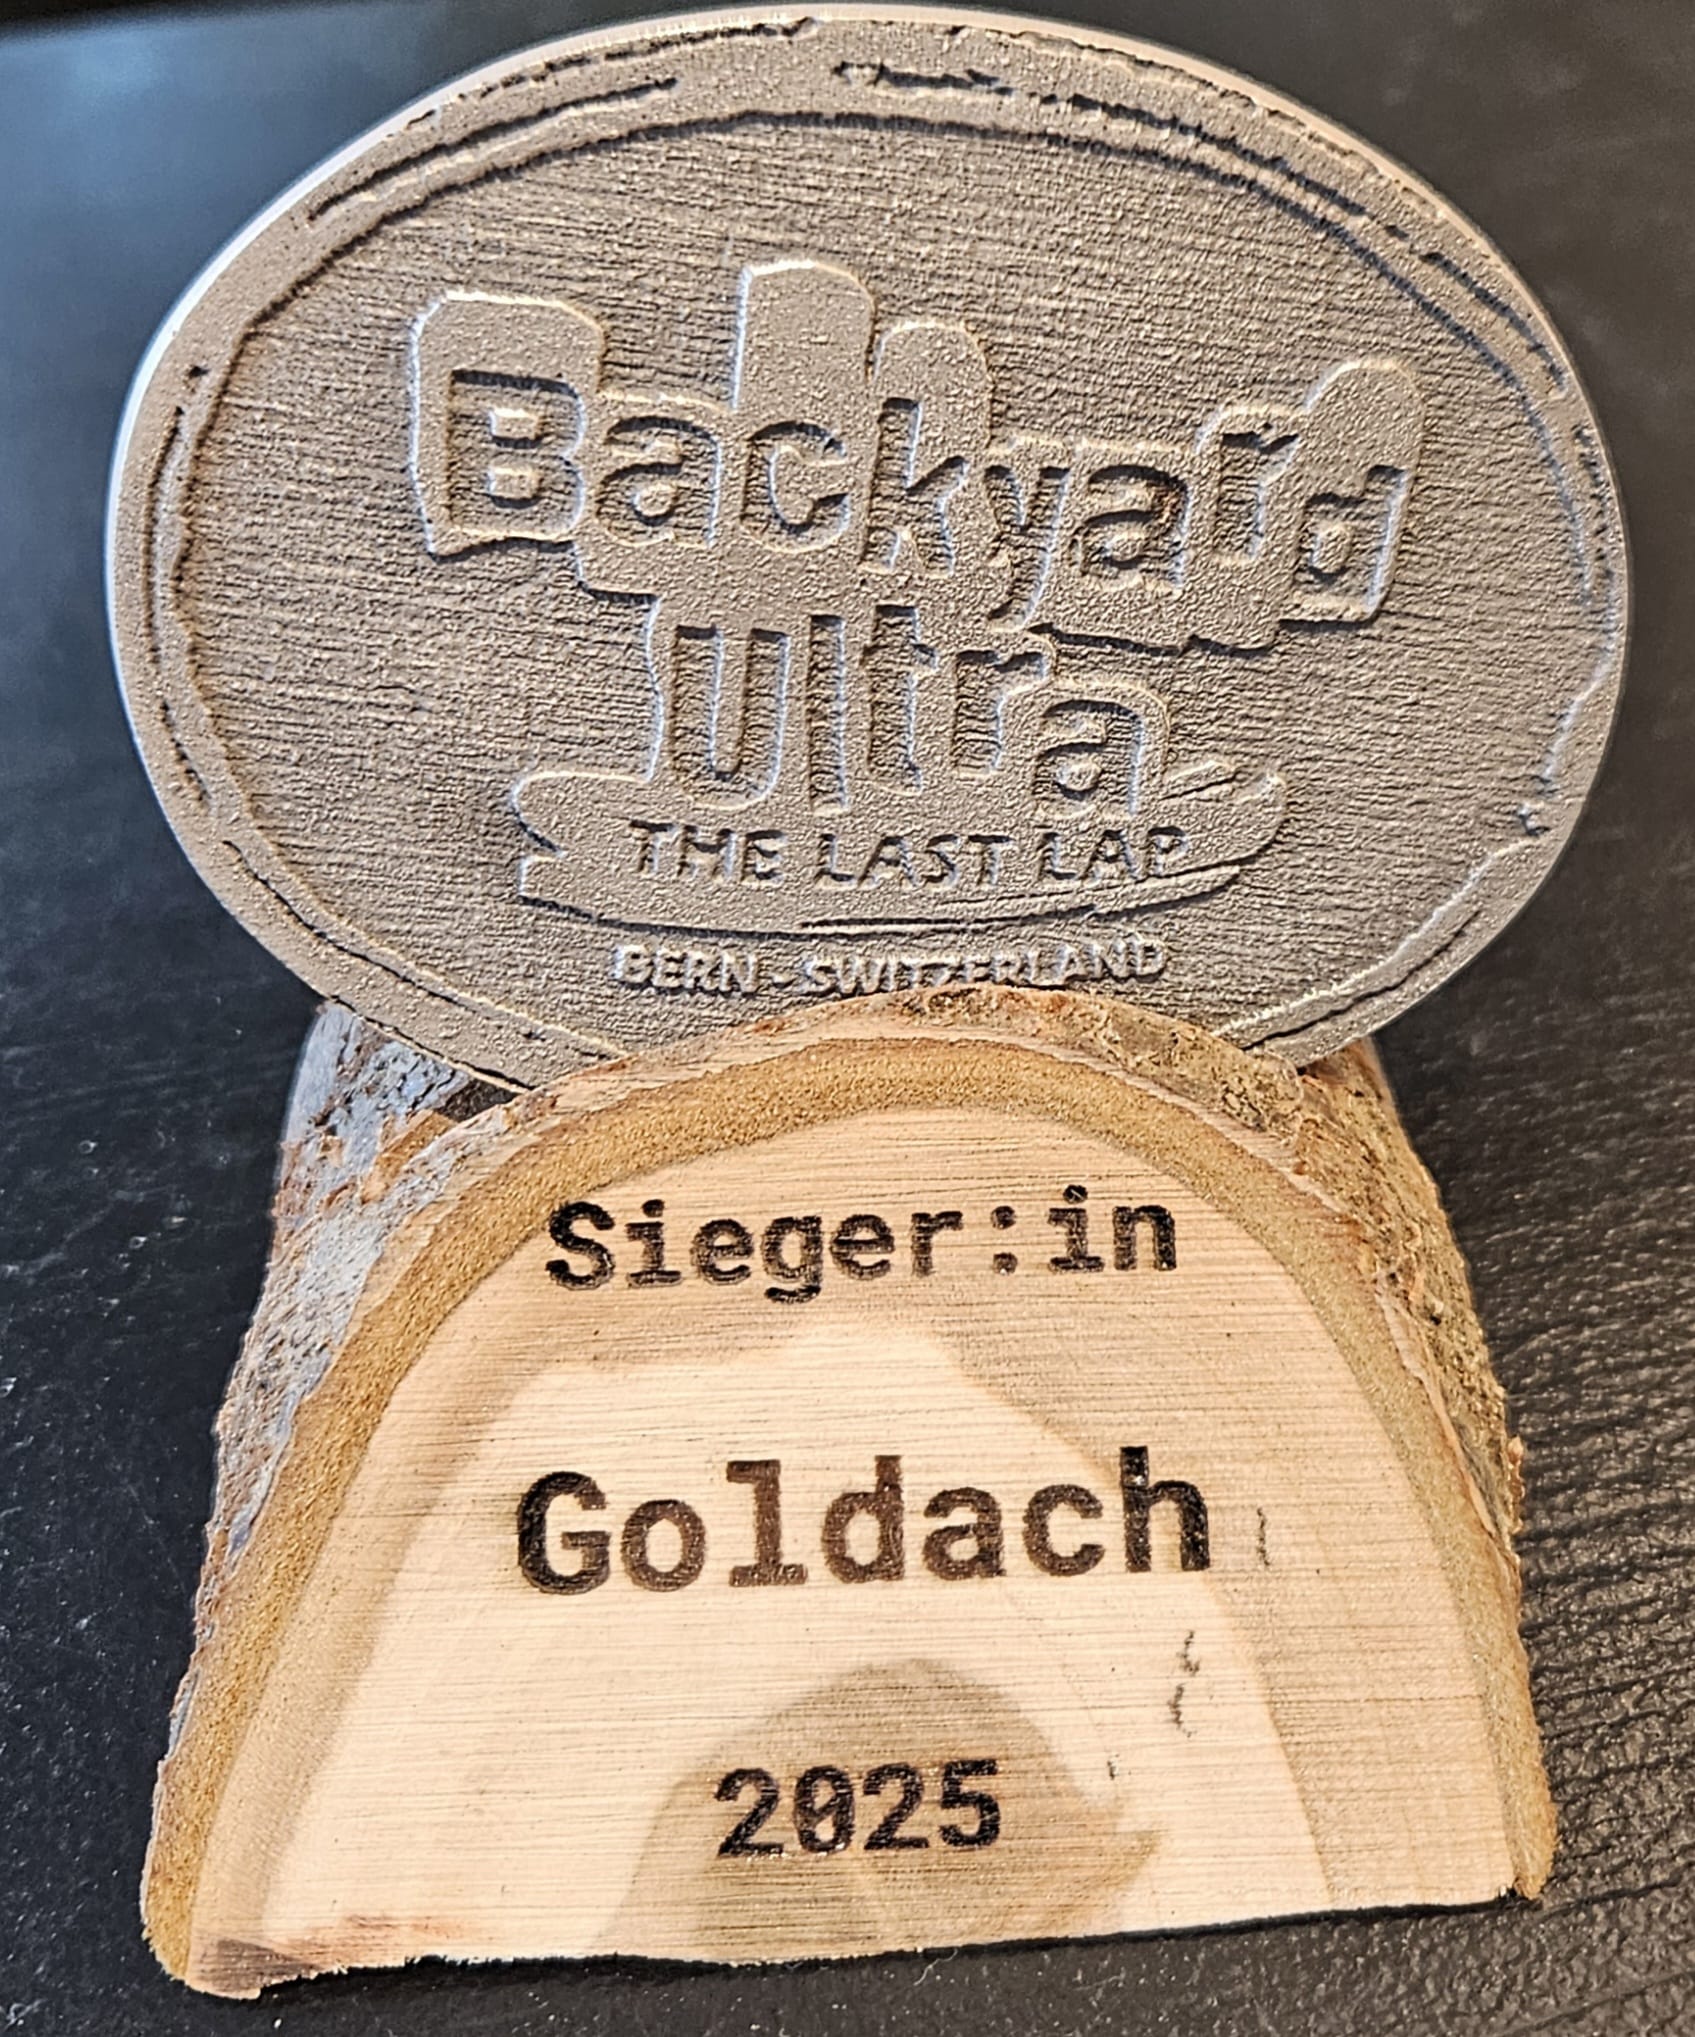 Backyard
Ultra
THE LAST LAP
BERN - SWITZERLAND
Sieger:in
Goldach
2025